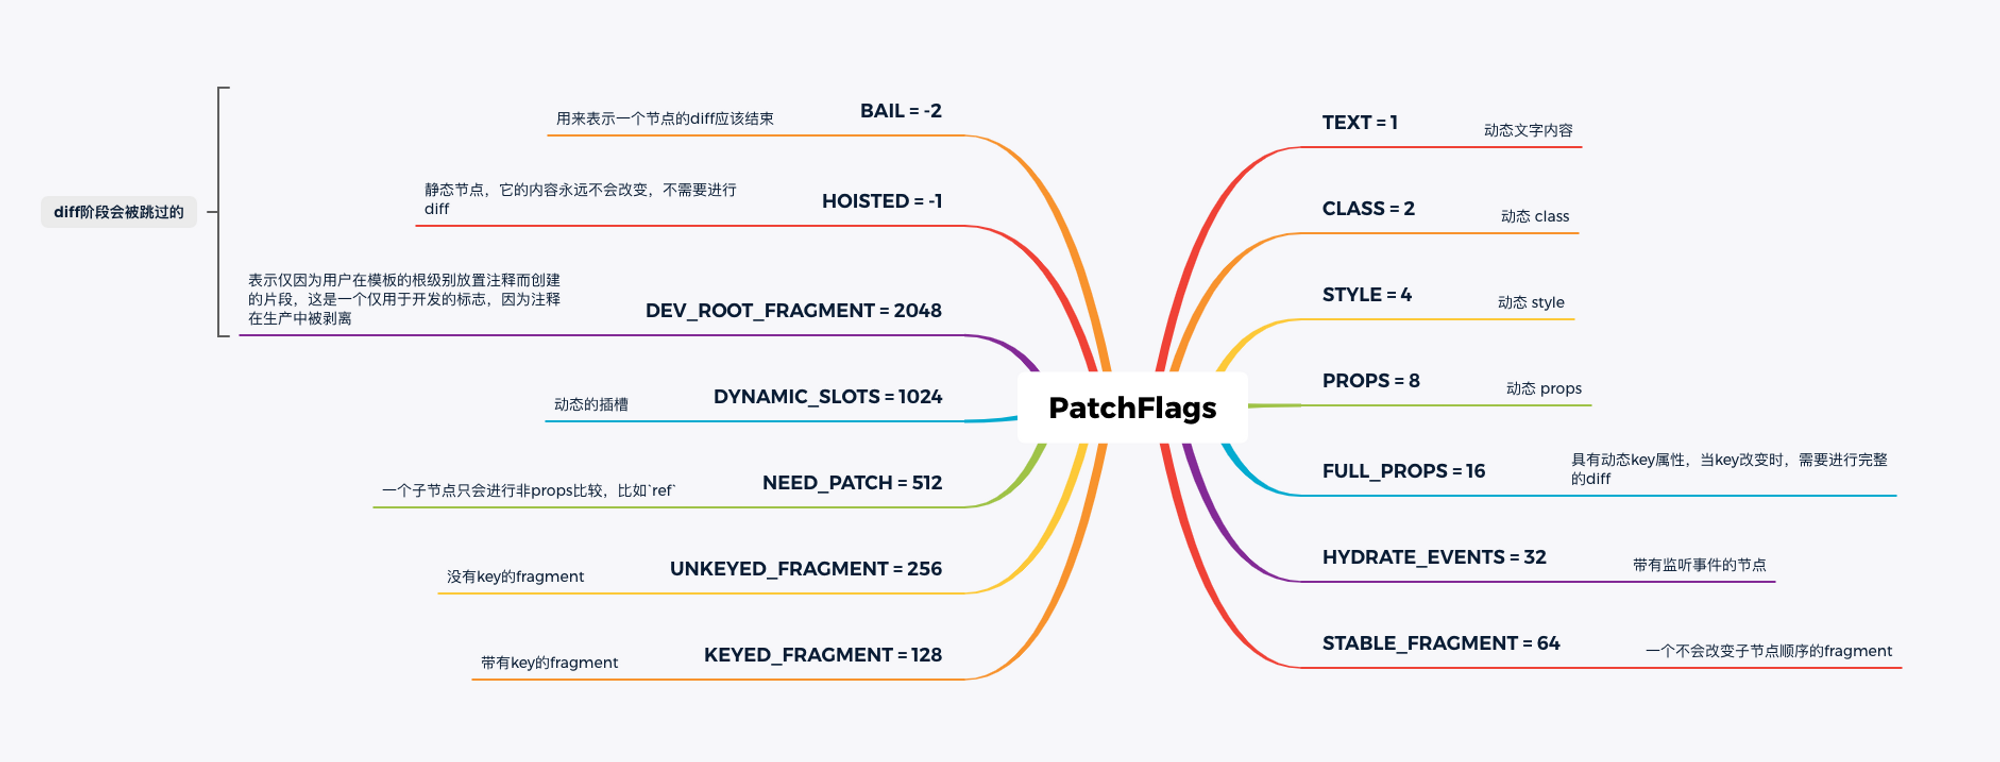 PatchFlags
TEXT = 1
动态文字内容
CLASS = 2
动态 class
STYLE = 4
动态 style
PROPS = 8
动态 props
FULL_PROPS = 16
具有动态key属性，当key改变时，需要进行完整
的diff
HYDRATE_EVENTS = 32
带有监听事件的节点
STABLE_FRAGMENT = 64
一个不会改变子节点顺序的fragment
BAIL = -2
用来表示一个节点的diff应该结束
HOISTED = -1
静态节点，它的内容永远不会改变，不需要进行
diff
DEV_ROOT_FRAGMENT = 2048
表示仅因为用户在模板的根级别放置注释而创建
的片段，这是一个仅用于开发的标志，因为注释
在生产中被剥离
diff阶段会被跳过的
DYNAMIC_SLOTS = 1024
动态的插槽
NEED_PATCH = 512
一个子节点只会进行非props比较，比如`ref`
UNKEYED_FRAGMENT = 256
没有key的fragment
KEYED_FRAGMENT = 128
带有key的fragment